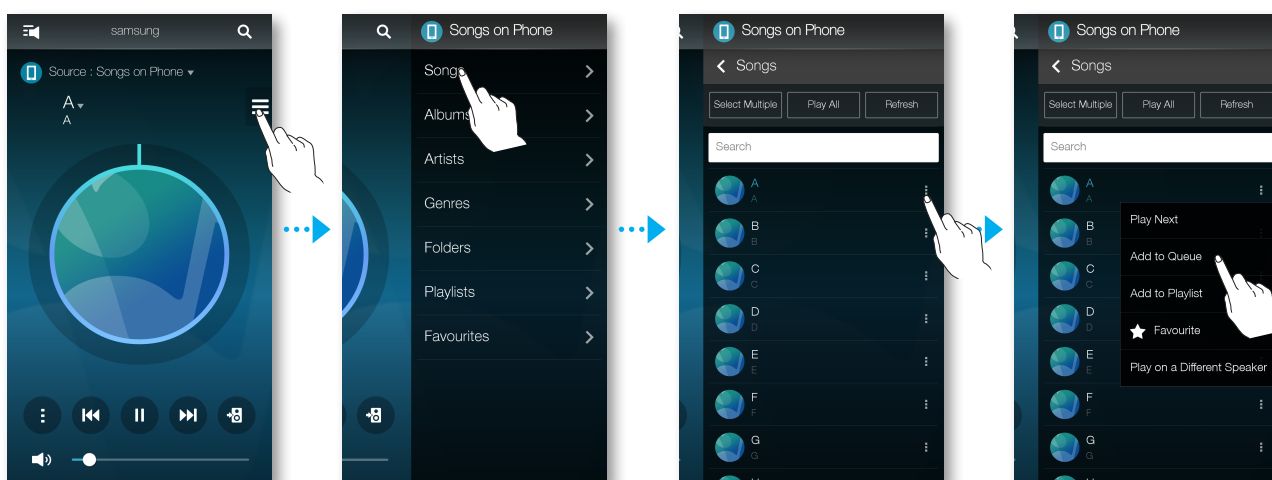 samsung
Source : Songs on Phone
A
A
Songs on Phone
Songs
Albums
Artists
Genres
Folders
Playlists
Favourites
Songs on Phone
Songs
Select Multiple Play All Refresh
Search
A
A
B
B
C
C
D
D
E
E
F
F
G
G
Songs on Phone
Songs
Select Multiple Play All Refresh
Search
A
A
B
B
C
C
D
D
E
E
F
F
G
G
Play Next
Add to Queue
Add to Playlist
Favourite
Play on a Different Speaker